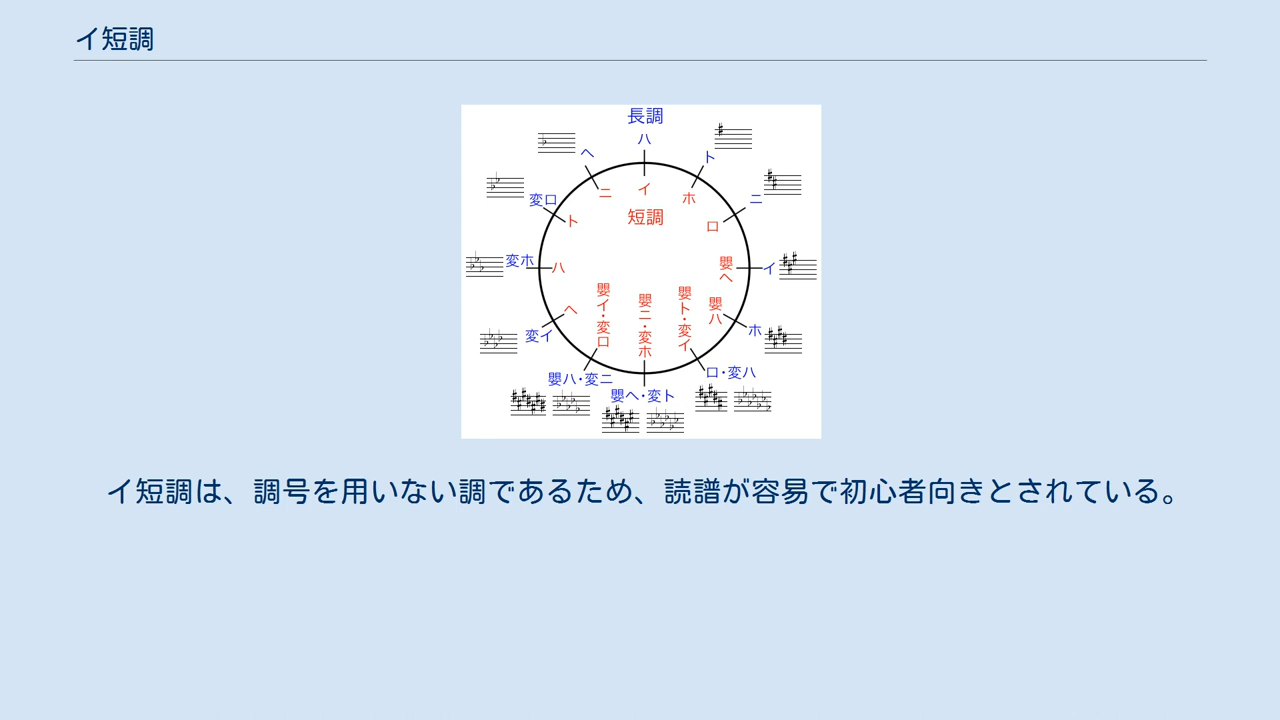 イ短調
長調
ハ
ヘ
ト
ニ
イ
ホ
変ロ
ニ
短調
ト
ロ
変ホ
ハ
嬰ヘ
イ
ヘ
嬰イ・変ロ
嬰ニ・変ホ
嬰ト・変イ
嬰ハ
変イ
ホ
嬰ハ・変ニ
嬰ヘ・変ト
ロ・変ハ
イ短調は、調号を用いない調であるため、読譜が容易で初心者向きとされている。